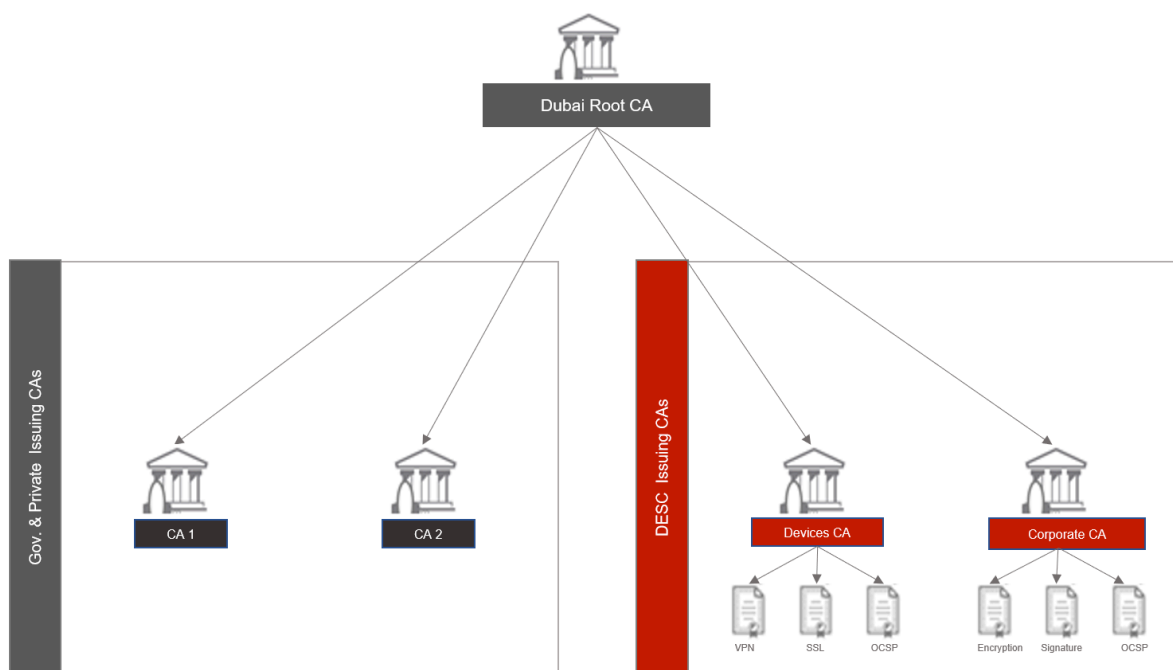 Dubai Root CA
Gov. & Private Issuing CAs
CA 1
CA 2
DESC Issuing CAs
Devices CA
Corporate CA
VPN
SSL
OCSP
Encryption
Signature
OCSP